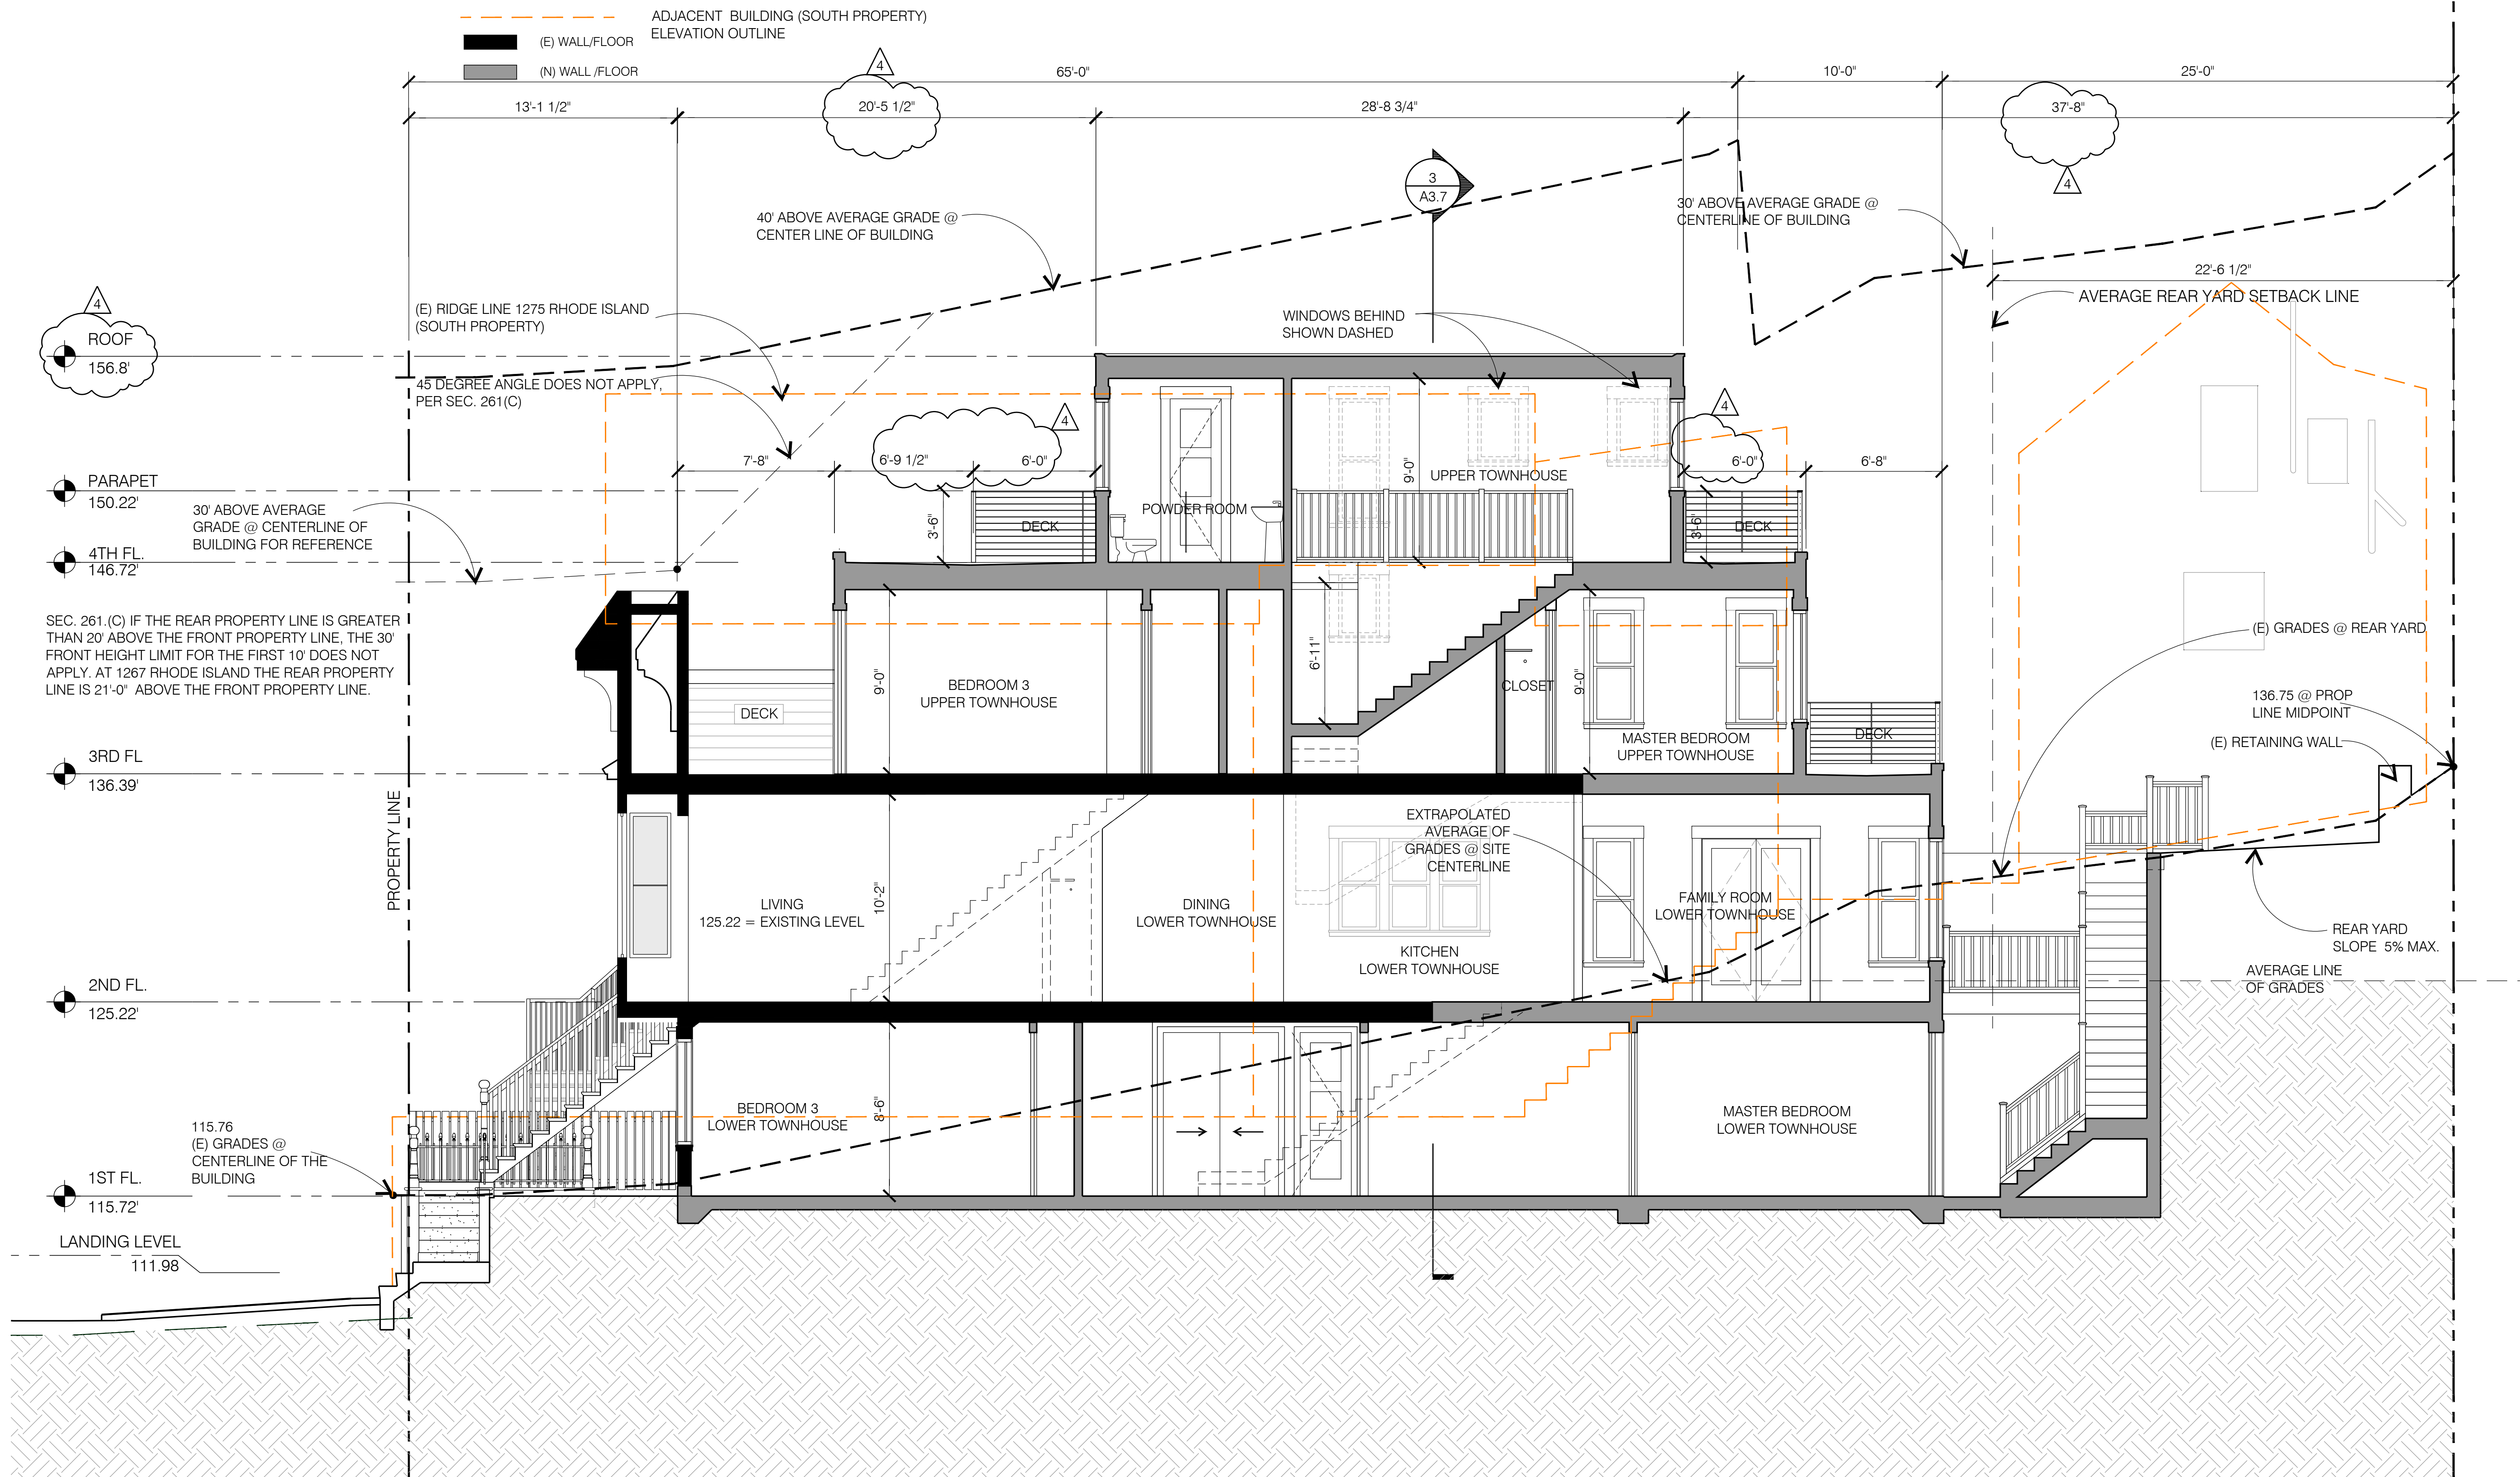 ADJACENT BUILDING (SOUTH PROPERTY)
ELEVATION OUTLINE
(E) WALL/FLOOR
(N) WALL /FLOOR
4
65'-0"
10'-0"
25'-0"
13'-1 1/2"
20'-5 1/2"
28'-8 3/4"
37'-8"
4
3
A3.7
40' ABOVE AVERAGE GRADE @
CENTER LINE OF BUILDING
30' ABOVE AVERAGE GRADE @
CENTERLINE OF BUILDING
22'-6 1/2"
AVERAGE REAR YARD SETBACK LINE
4
ROOF
156.8'
(E) RIDGE LINE 1275 RHODE ISLAND
(SOUTH PROPERTY)
WINDOWS BEHIND
SHOWN DASHED
45 DEGREE ANGLE DOES NOT APPLY,
PER SEC. 261(C)
4
4
7'-8"
6'-9 1/2"
6'-0"
9'-0"
UPPER TOWNHOUSE
6'-0"
6'-8"
PARAPET
150.22'
30' ABOVE AVERAGE
GRADE @ CENTERLINE OF
BUILDING FOR REFERENCE
3'-6"
DECK
POWDER ROOM
3'-6"
DECK
4TH FL.
146.72'
SEC. 261.(C) IF THE REAR PROPERTY LINE IS GREATER
THAN 20' ABOVE THE FRONT PROPERTY LINE, THE 30'
FRONT HEIGHT LIMIT FOR THE FIRST 10' DOES NOT
APPLY. AT 1267 RHODE ISLAND THE REAR PROPERTY
LINE IS 21'-0" ABOVE THE FRONT PROPERTY LINE.
(E) GRADES @ REAR YARD
6'-11"
9'-0"
BEDROOM 3
UPPER TOWNHOUSE
CLOSET
9'-0"
DECK
136.75 @ PROP
LINE MIDPOINT
MASTER BEDROOM
UPPER TOWNHOUSE
DECK
(E) RETAINING WALL
3RD FL
136.39'
PROPERTY LINE
EXTRAPOLATED
AVERAGE OF
GRADES @ SITE
CENTERLINE
LIVING
125.22 = EXISTING LEVEL
10'-2"
DINING
LOWER TOWNHOUSE
FAMILY ROOM
LOWER TOWNHOUSE
KITCHEN
LOWER TOWNHOUSE
REAR YARD
SLOPE 5% MAX.
AVERAGE LINE
OF GRADES
2ND FL.
125.22'
BEDROOM 3
LOWER TOWNHOUSE
8'-6"
MASTER BEDROOM
LOWER TOWNHOUSE
115.76
(E) GRADES @
CENTERLINE OF THE
BUILDING
1ST FL.
115.72'
LANDING LEVEL
111.98